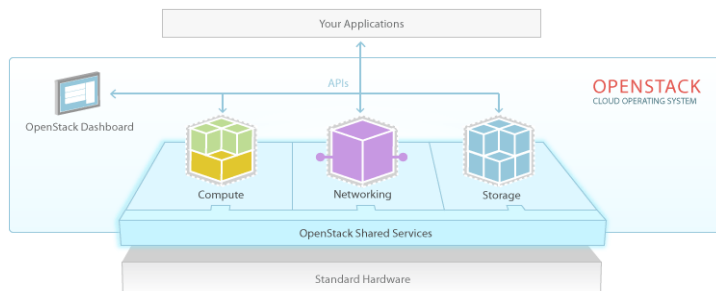 Your Applications
APIs
OPENSTACK
CLOUD OPERATING SYSTEM
OpenStack Dashboard
Compute
Networking
Storage
OpenStack Shared Services
Standard Hardware